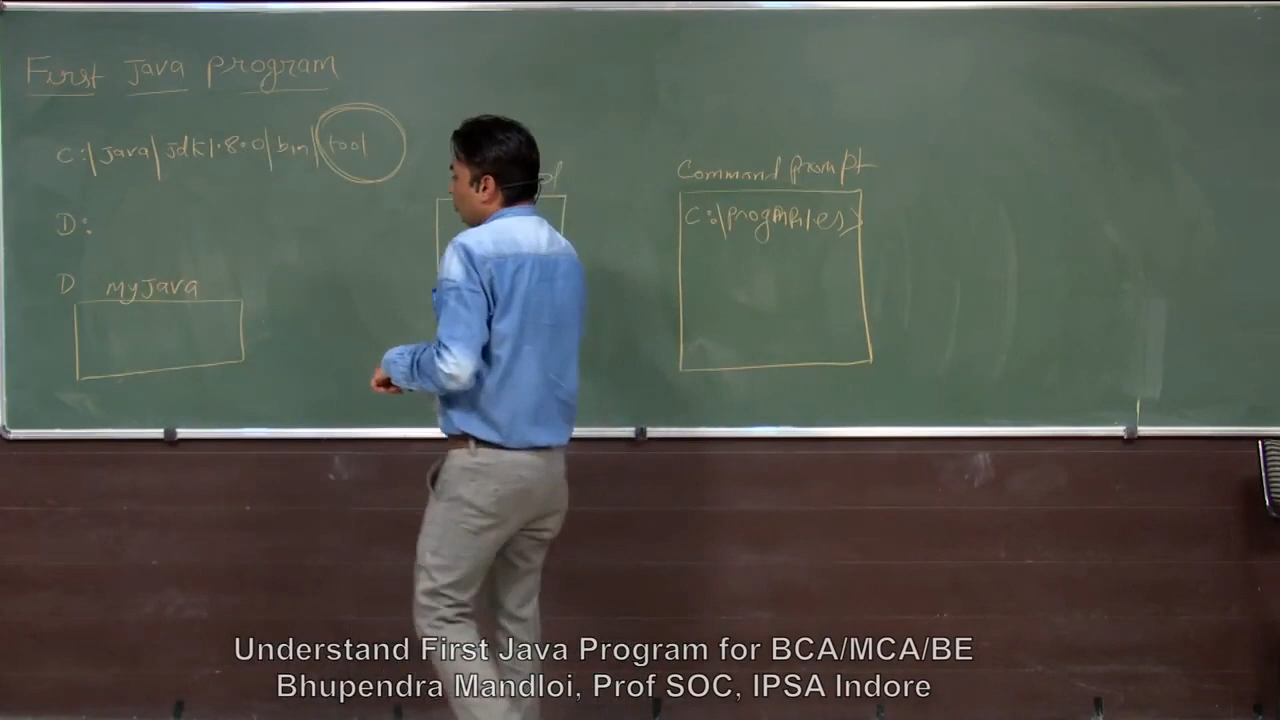 First Java program
C:\java\jdk1.8.0\bin\tool
D:
D myjava
Command prompt
C:\progmfiles>
Understand First Java Program for BCA/MCA/BE
Bhupendra Mandloi, Prof SOC, IPSA Indore